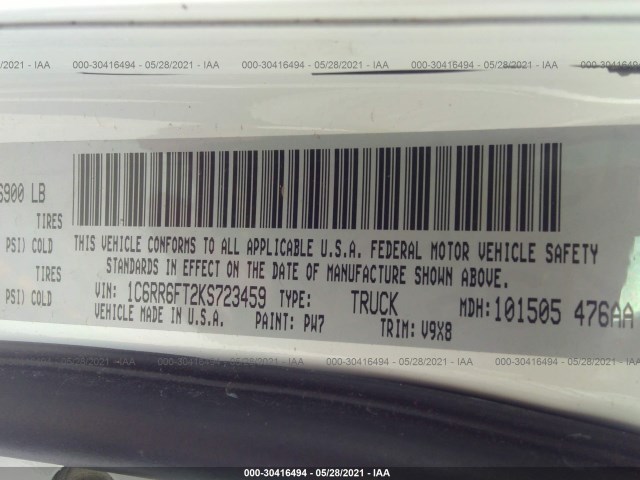 5/28/2021 - IAA 000-30416494 - 05/28/2021 - IAA 000-30416494 - 05/28/2021 - IAA 000-30416494
6900 LB
TIRES
PSI) COLD
TIRES
PSI) COLD
THIS VEHICLE CONFORMS TO ALL APPLICABLE U.S.A. FEDERAL MOTOR VEHICLE SAFETY
STANDARDS IN EFFECT ON THE DATE OF MANUFACTURE SHOWN ABOVE.
VIN: 1C6RR6FT2KS723459 TYPE: TRUCK MDH: 101505 476AA
VEHICLE MADE IN U.S.A. PAINT: PW7 TRIM: V9X8
/28/2021 - IAA 000-30416494 - 05/28/2021 - IAA 000-30416494 - 05/28/2021 - IAA 000-30416494
000-30416494 - 05/28/2021 - IAA